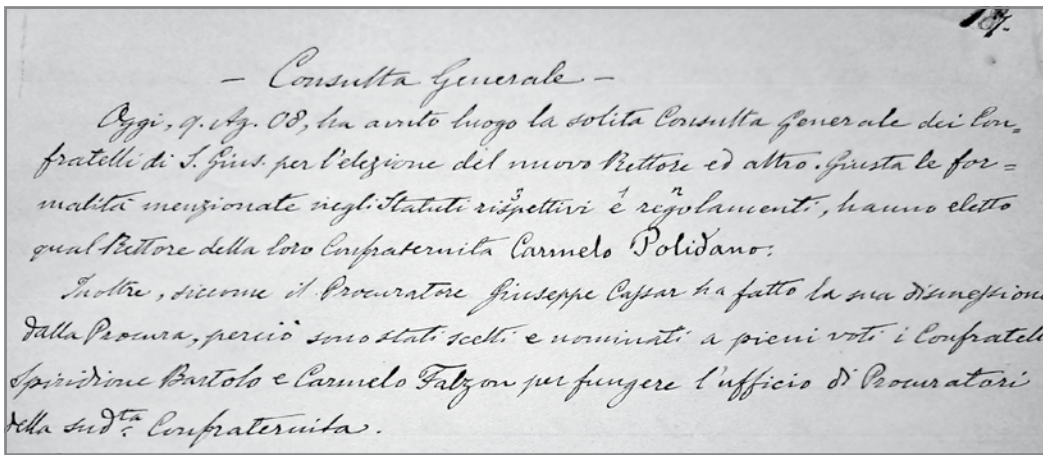 187.
– Consulta Generale –
Oggi, 9. Ag. 08, ha avuto luogo la solita Consulta Generale dei Con=
fratelli di S. Gius. per l'elezione del nuovo Rettore ed altro. Giusta le for=
malità menzionate negli Statuti rispettivi e regolamenti, hanno eletto
qual Rettore della loro Confraternita Carmelo Polidano.
Inoltre, siccome il Procuratore Giuseppe Cassar ha fatto la sua dismessione
dalla Procura, perciò sono stati scelti e nominati a pieni voti i Confratelli
Spiridione Bartolo e Carmelo Falzon per fungere l'ufficio di Procuratori
della sudta. Confraternita.